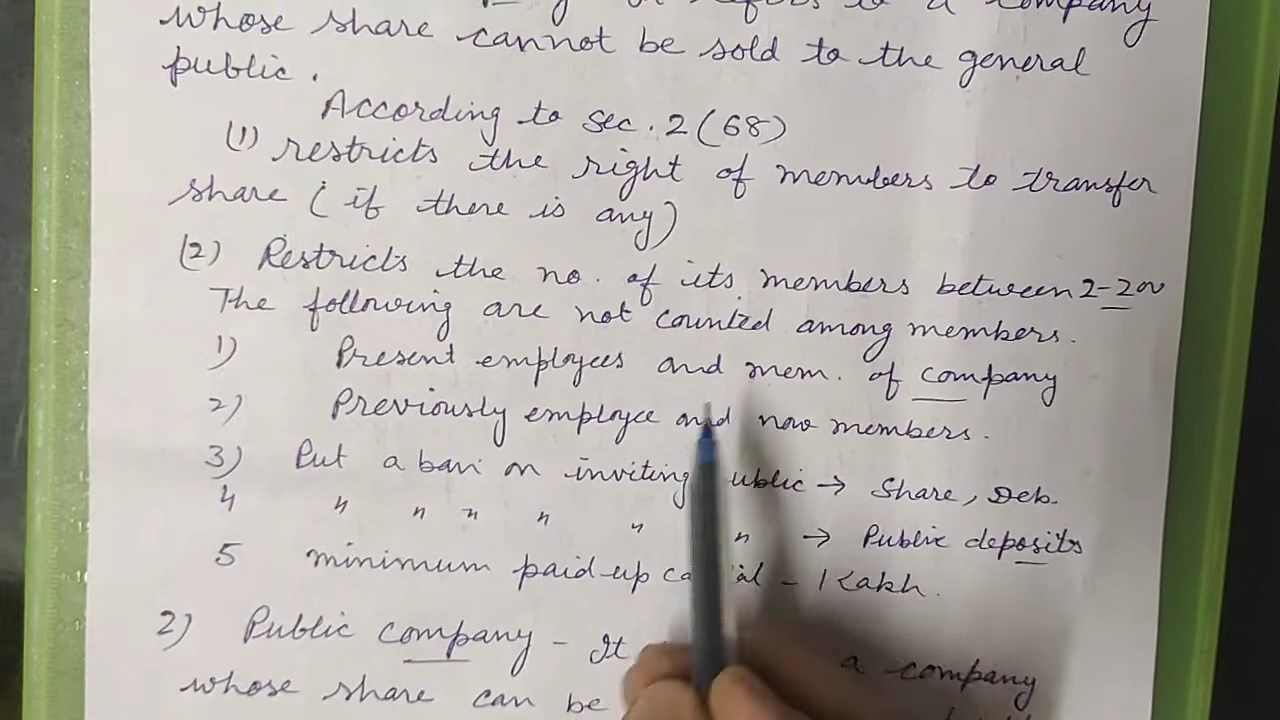 to a company
whose share cannot be sold to the general
public.
According to sec. 2(68)
(1) restricts the right of members to transfer
share (if there is any)
(2) Restricts the no. of its members between 2-200
The following are not counted among members.
1) Present employees and mem. of company
2) Previously employee and now members.
3) Put a ban on inviting ublic → Share, Deb.
4 " " " " " " → Public deposits
5 minimum paid-up ca al - 1 Lakh.
2) Public company - It a company
whose share can be